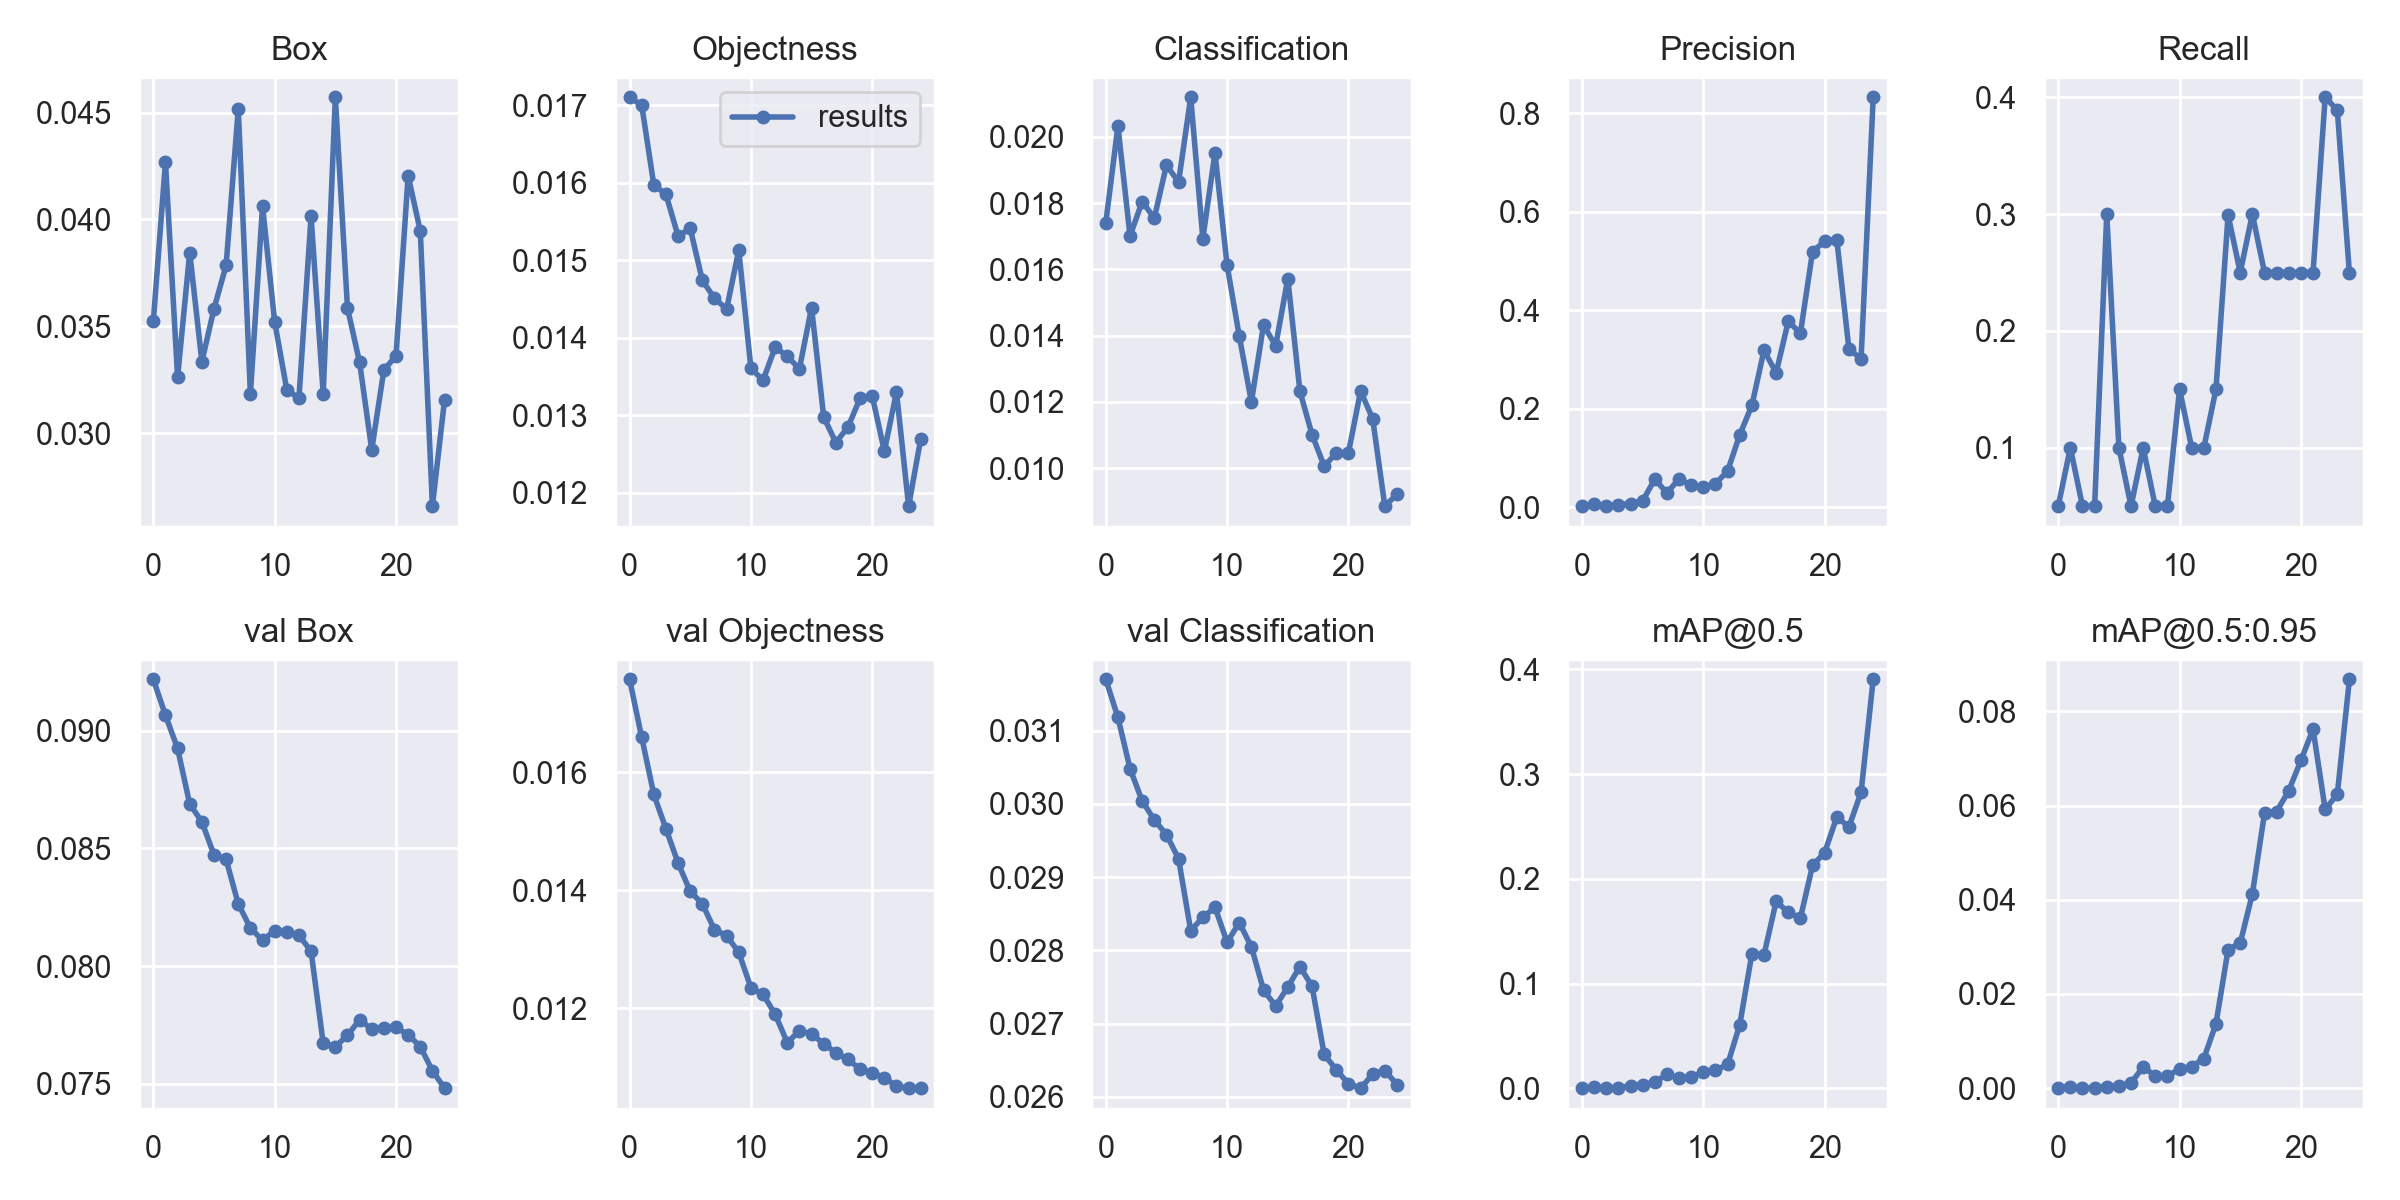 Box
0.045
0.040
0.035
0.030
0 10 20
Objectness
results
0.017
0.016
0.015
0.014
0.013
0.012
0 10 20
Classification
0.020
0.018
0.016
0.014
0.012
0.010
0 10 20
Precision
0.8
0.6
0.4
0.2
0.0
0 10 20
Recall
0.4
0.3
0.2
0.1
0 10 20
val Box
0.090
0.085
0.080
0.075
0 10 20
val Objectness
0.016
0.014
0.012
0 10 20
val Classification
0.031
0.030
0.029
0.028
0.027
0.026
0 10 20
mAP@0.5
0.4
0.3
0.2
0.1
0.0
0 10 20
mAP@0.5:0.95
0.08
0.06
0.04
0.02
0.00
0 10 20